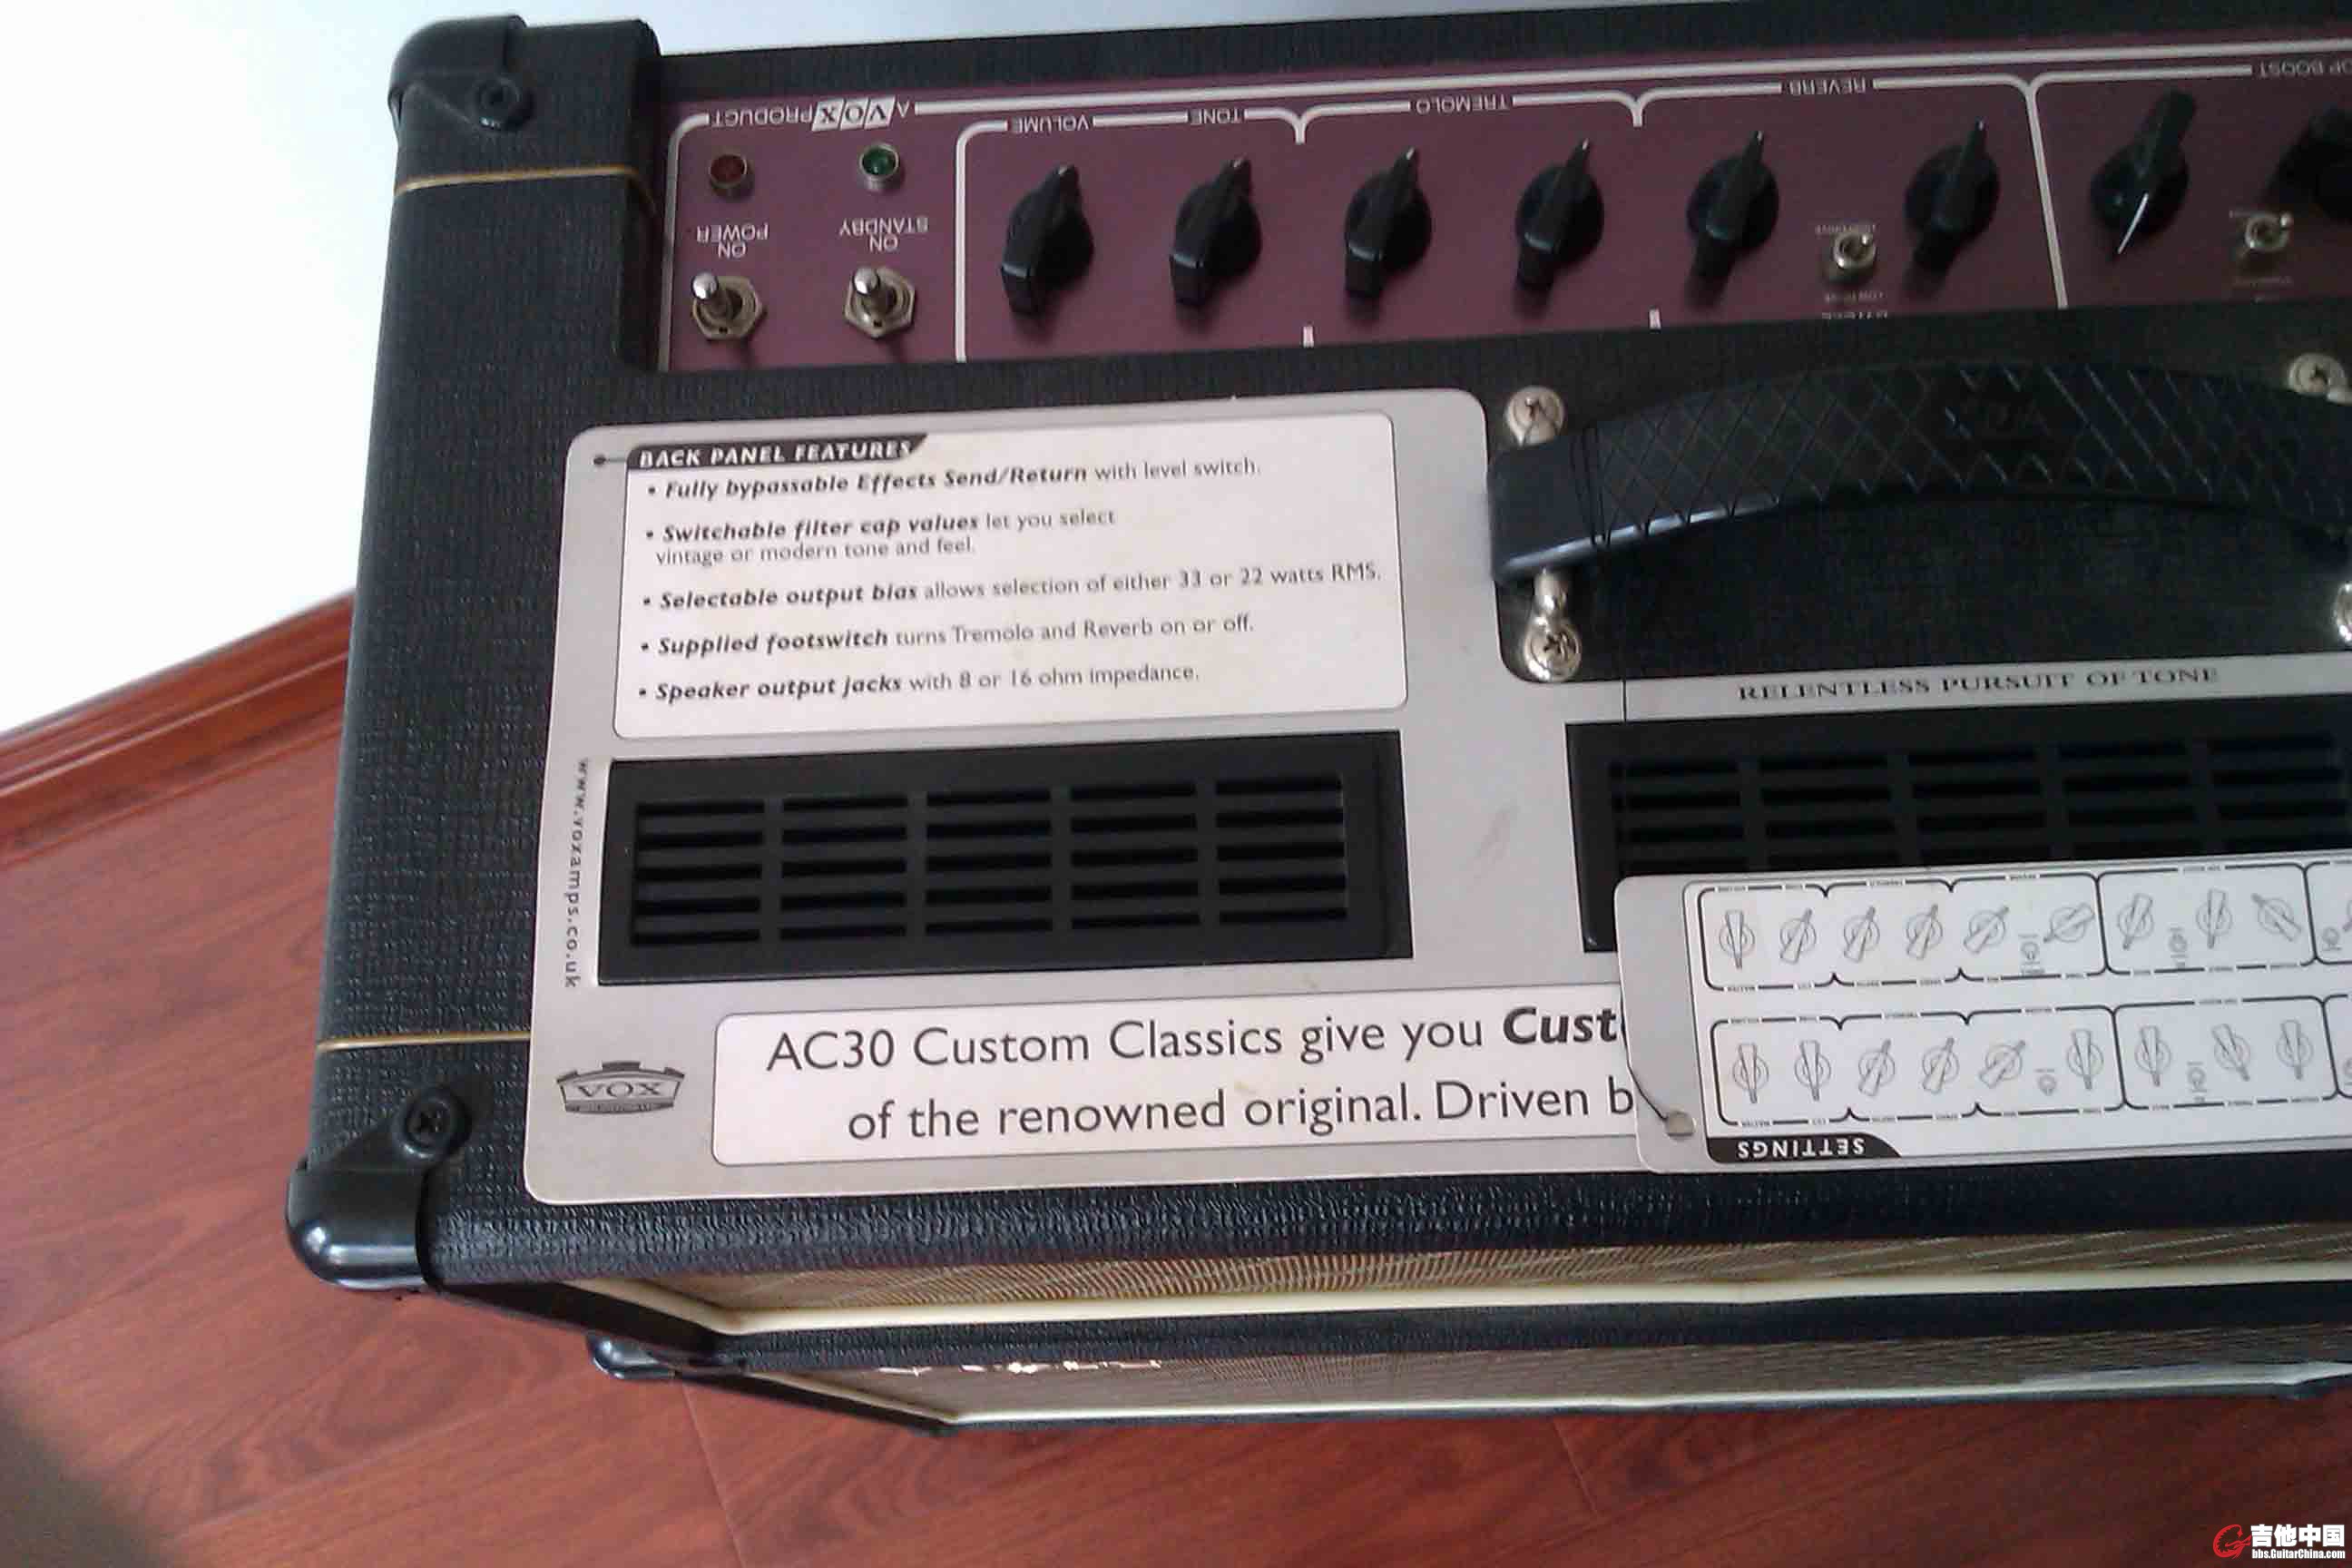 A VOX PRODUCT
VOLUME
TONE
TREMOLO
REVERB
ON
POWER
ON
STANDBY
BACK PANEL FEATURES
• Fully bypassable Effects Send/Return with level switch.
• Switchable filter cap values let you select
vintage or modern tone and feel.
• Selectable output bias allows selection of either 33 or 22 watts RMS.
• Supplied footswitch turns Tremolo and Reverb on or off.
• Speaker output jacks with 8 or 16 ohm impedance.
RELENTLESS PURSUIT OF TONE
www.voxamps.co.uk
VOX
AC30 Custom Classics give you Cust
of the renowned original. Driven b
SETTINGS
吉他中国
bbs.GuitarChina.com